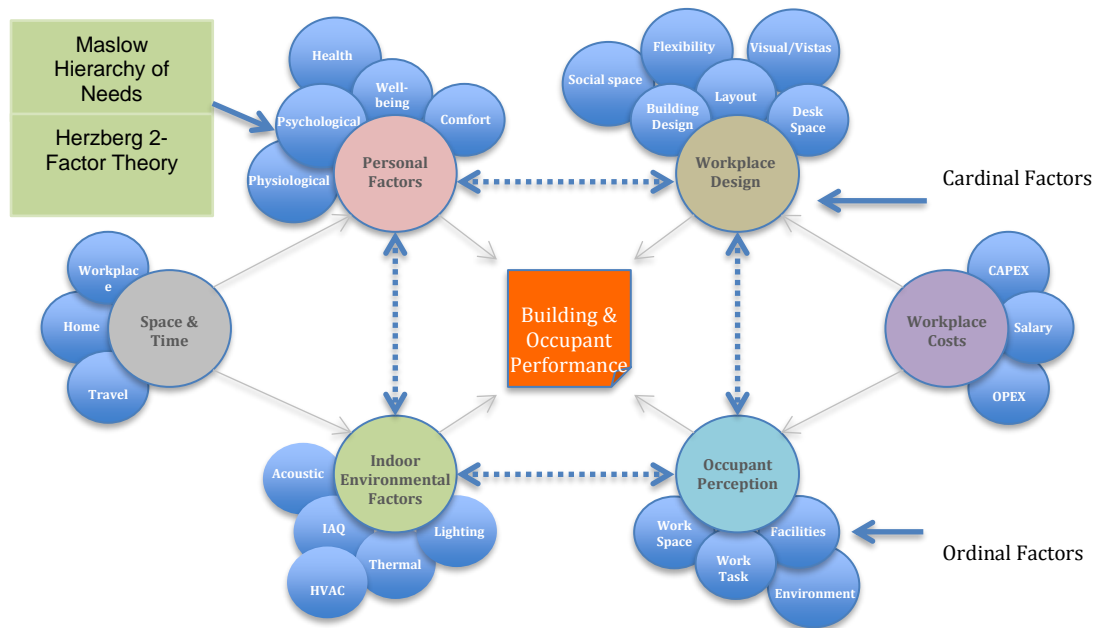 Maslow
Hierarchy of
Needs
Herzberg 2-
Factor Theory
Health
Well-
being
Psychological
Comfort
Physiological
Personal
Factors
Flexibility
Visual/Vistas
Social space
Layout
Building
Design
Desk
Space
Workplace
Design
Cardinal Factors
Workplac
e
Home
Travel
Space &
Time
Building &
Occupant
Performance
CAPEX
Salary
OPEX
Workplace
Costs
Acoustic
IAQ
HVAC
Thermal
Lighting
Indoor
Environmental
Factors
Occupant
Perception
Work
Space
Work
Task
Facilities
Environment
Ordinal Factors